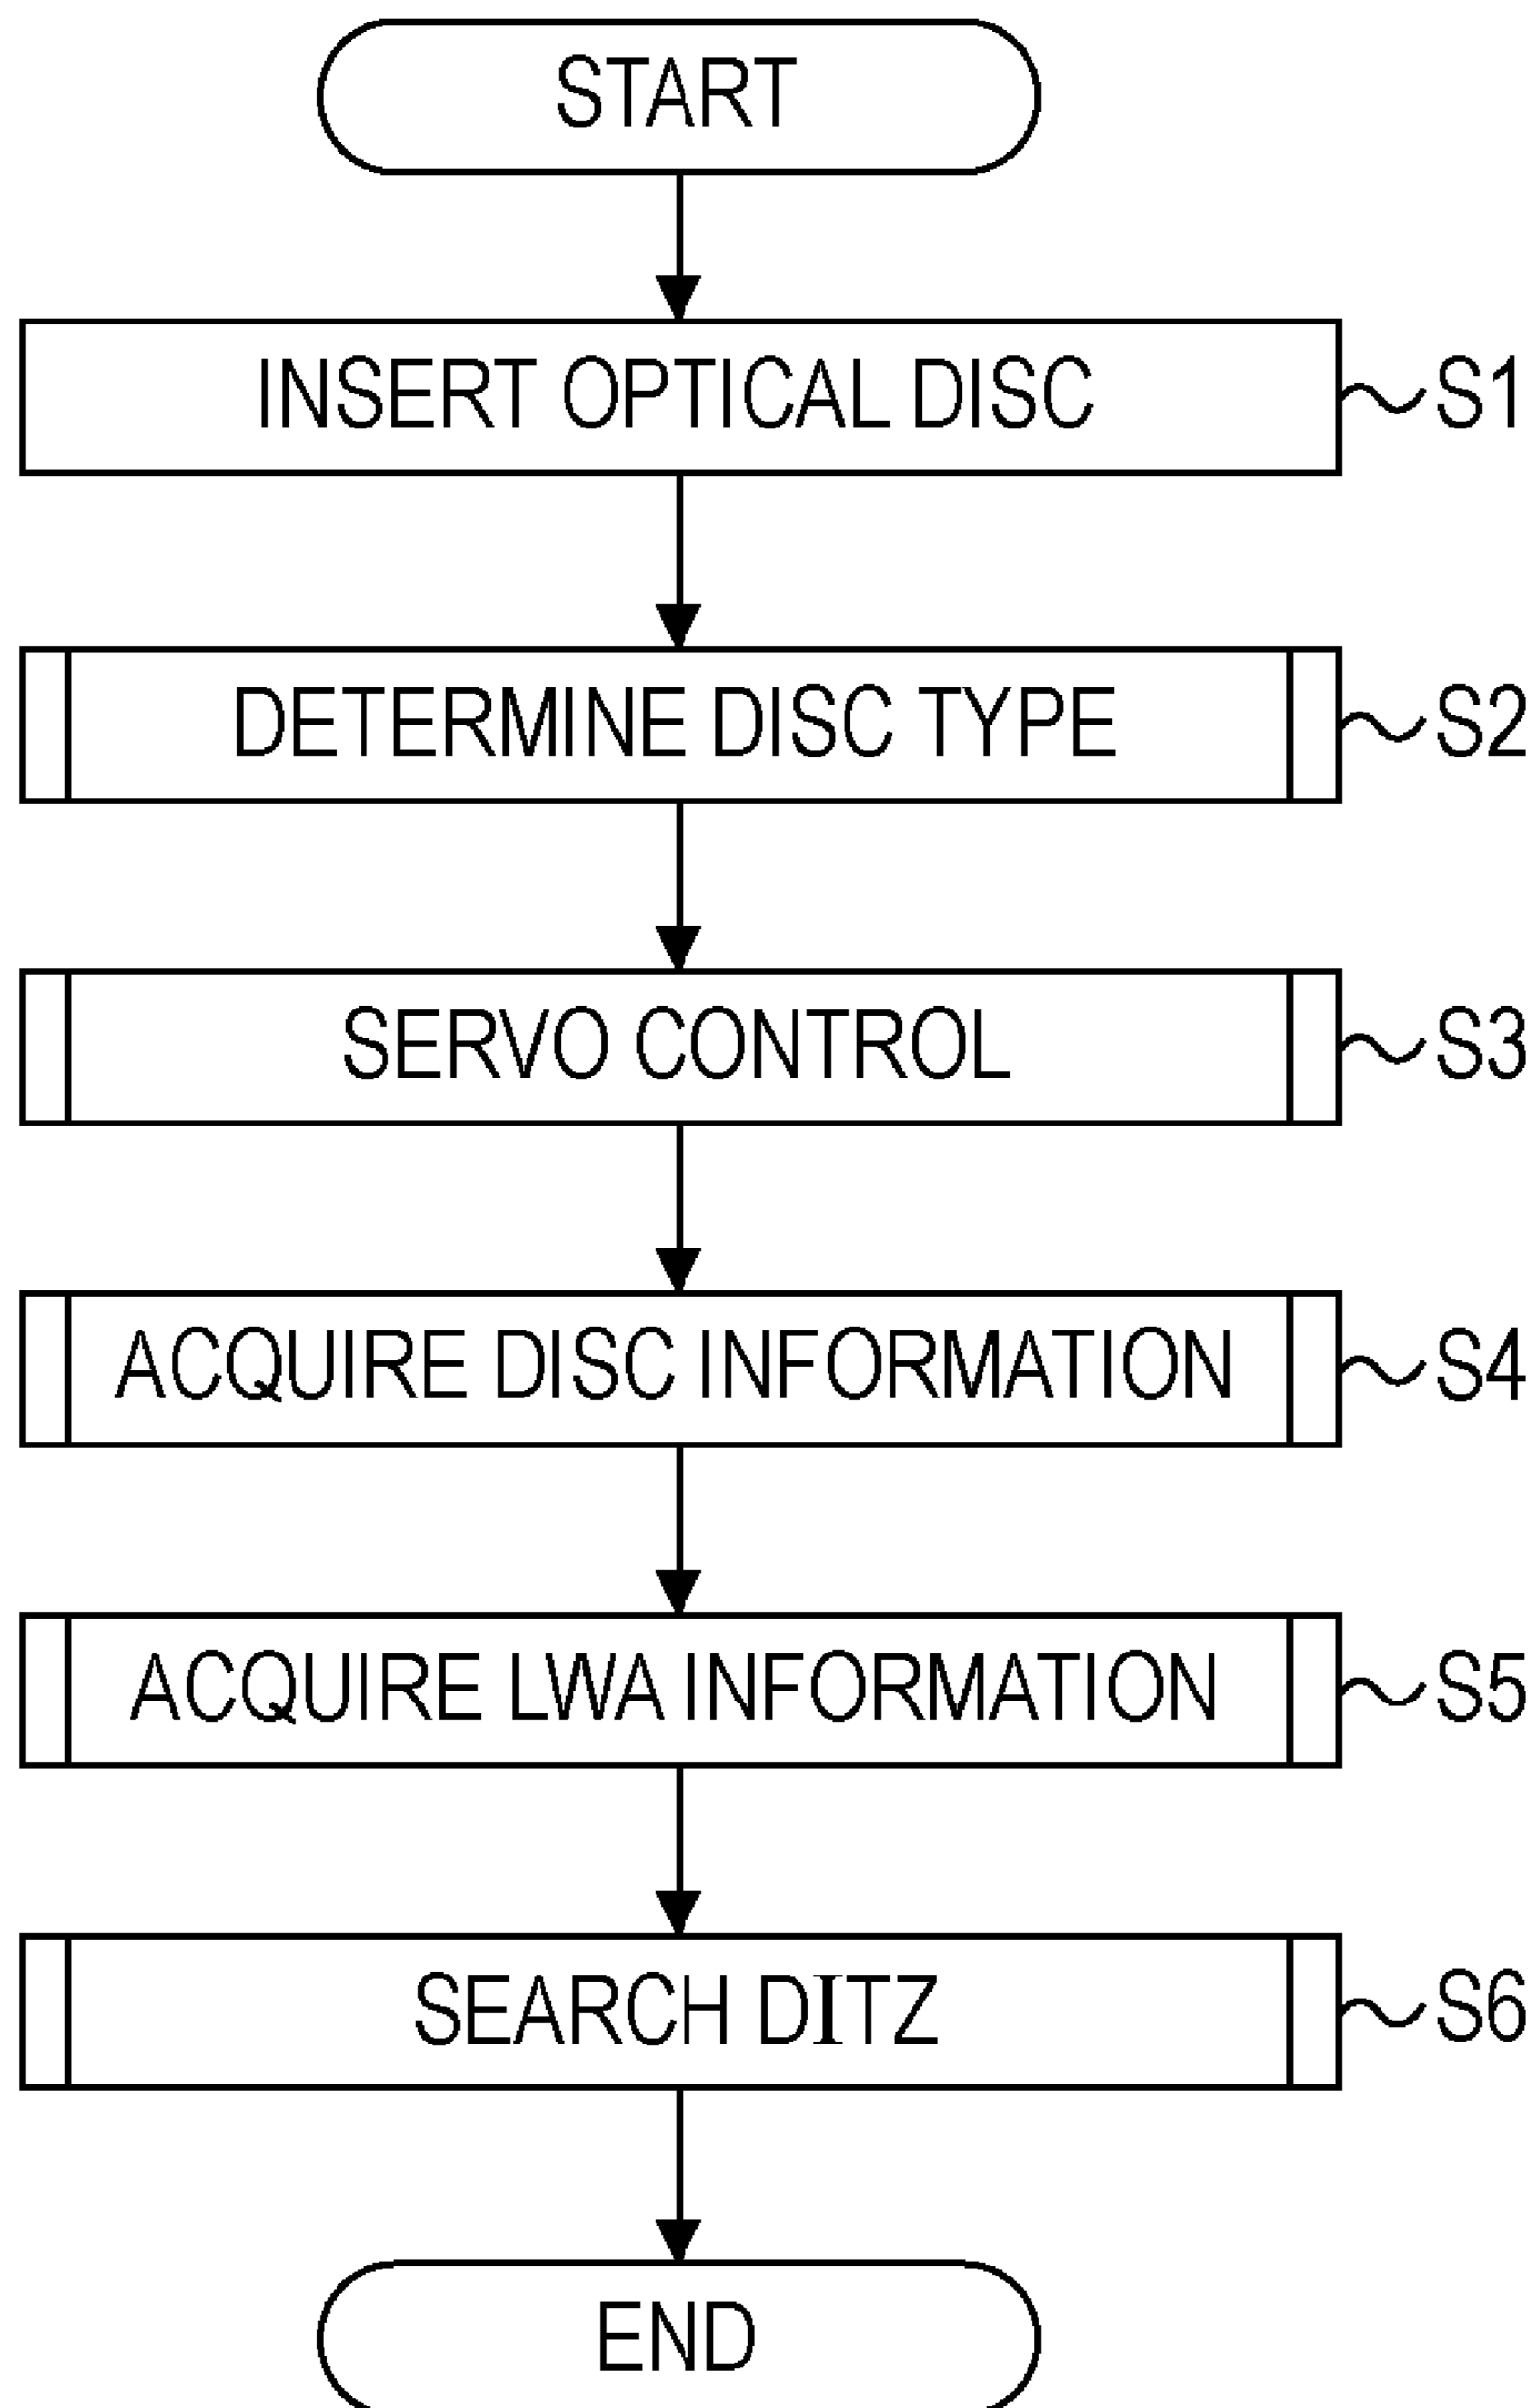 START
INSERT OPTICAL DISC S1
DETERMINE DISC TYPE S2
SERVO CONTROL S3
ACQUIRE DISC INFORMATION S4
ACQUIRE LWA INFORMATION S5
SEARCH DITZ S6
END